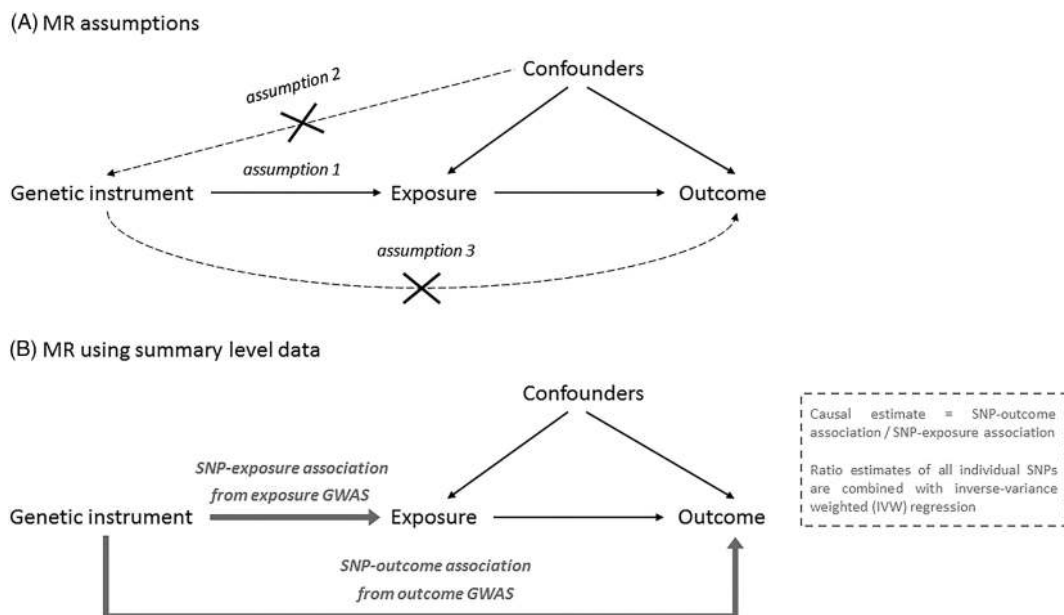 (A) MR assumptions
Confounders
assumption 2
assumption 1
Genetic instrument
Exposure
Outcome
assumption 3
(B) MR using summary level data
Confounders
Causal estimate = SNP-outcome
association / SNP-exposure association
Ratio estimates of all individual SNPs
are combined with inverse-variance
weighted (IVW) regression
SNP-exposure association
from exposure GWAS
Genetic instrument
Exposure
Outcome
SNP-outcome association
from outcome GWAS